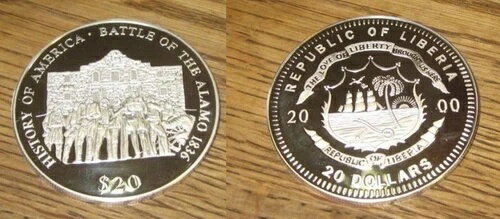 HISTORY OF AMERICA • BATTLE OF THE ALAMO 1836
$20
REPUBLIC OF LIBERIA
THE LOVE OF LIBERTY BROUGHT US HERE
20 00
REPUBLIC OF LIBERIA
20 DOLLARS